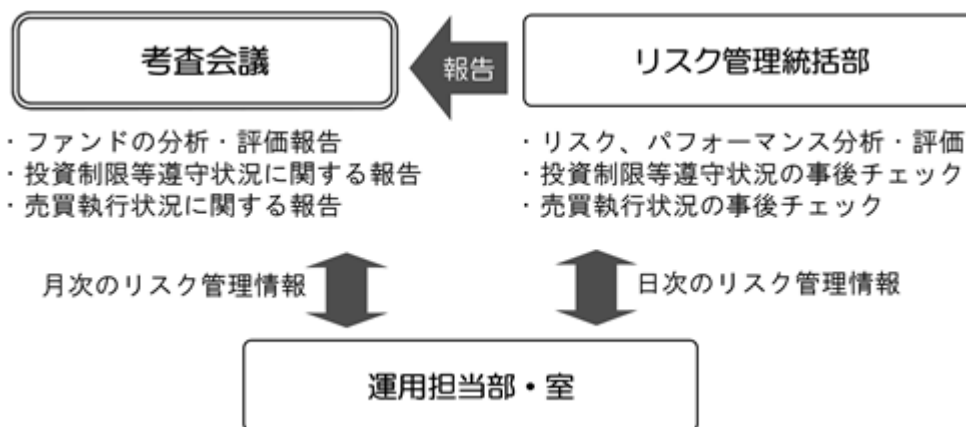 考査会議
報告
リスク管理統括部
・ファンドの分析・評価報告
・投資制限等遵守状況に関する報告
・売買執行状況に関する報告
・リスク、パフォーマンス分析・評価
・投資制限等遵守状況の事後チェック
・売買執行状況の事後チェック
月次のリスク管理情報
日次のリスク管理情報
運用担当部・室